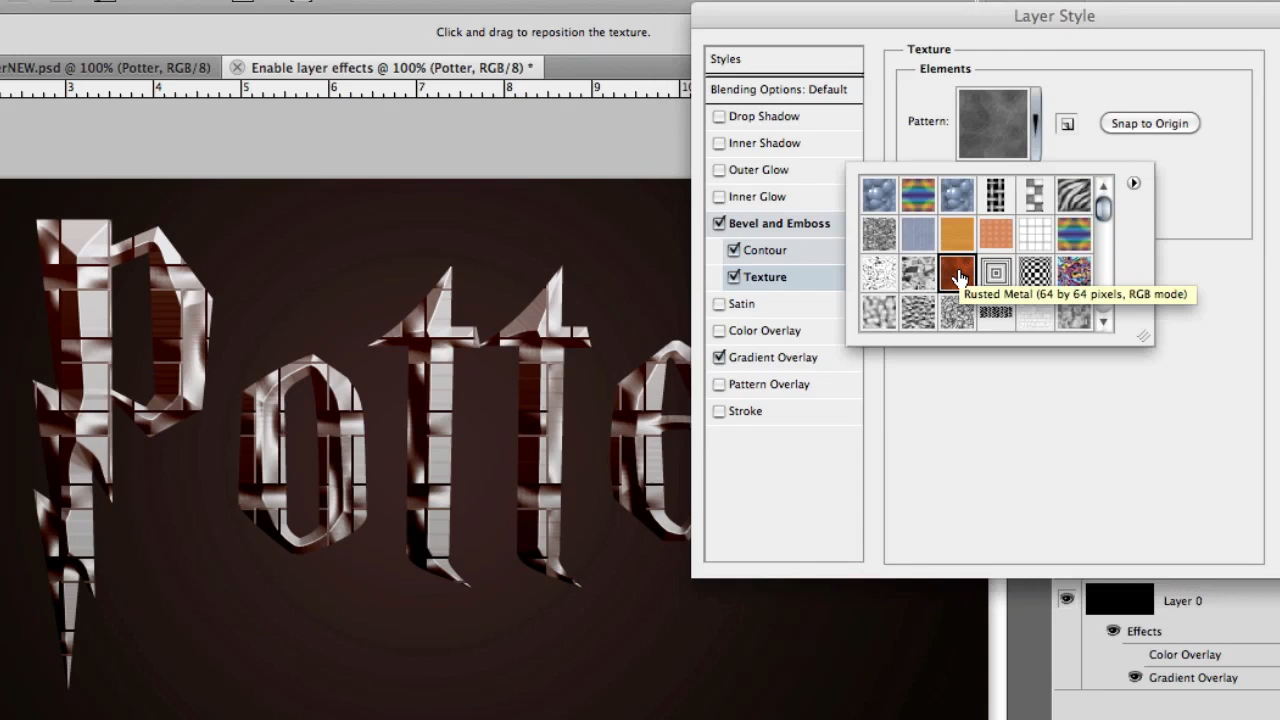 Layer Style
Click and drag to reposition the texture.
erNEW.psd @ 100% (Potter, RGB/8)
Enable layer effects @ 100% (Potter, RGB/8) *
3 4 5 6 7 8 9 10
Styles
Blending Options: Default
Drop Shadow
Inner Shadow
Outer Glow
Inner Glow
Bevel and Emboss
Contour
Texture
Satin
Color Overlay
Gradient Overlay
Pattern Overlay
Stroke
Texture
Elements
Pattern:
Snap to Origin
Rusted Metal (64 by 64 pixels, RGB mode)
Potte
Layer 0
Effects
Color Overlay
Gradient Overlay